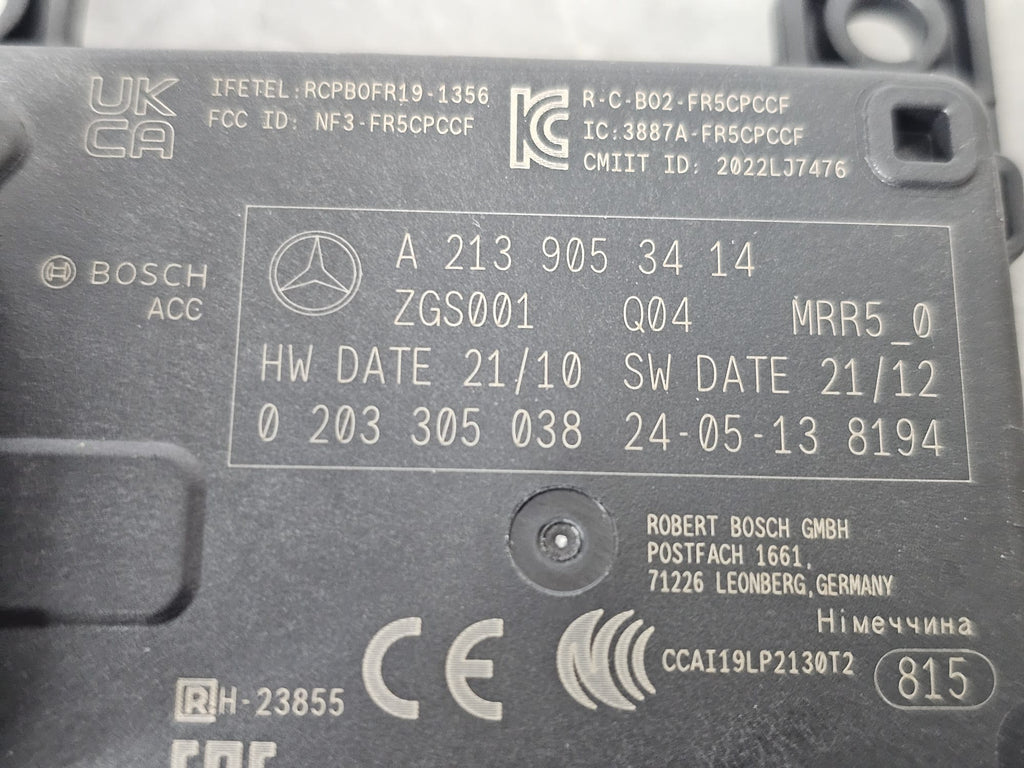 UK
CA
IFETEL: RCPBOFR19-1356
FCC ID: NF3-FR5CPCCF
R-C-BO2-FR5CPCCF
IC:3887A-FR5CPCCF
CMIIT ID: 2022LJ7476
BOSCH
ACC
A 213 905 34 14
ZGS001 Q04 MRR5_0
HW DATE 21/10 SW DATE 21/12
0 203 305 038 24-05-13 8194
ROBERT BOSCH GMBH
POSTFACH 1661,
71226 LEONBERG,GERMANY
Німеччина
CE
CCAI19LP2130T2
815
R H-23855